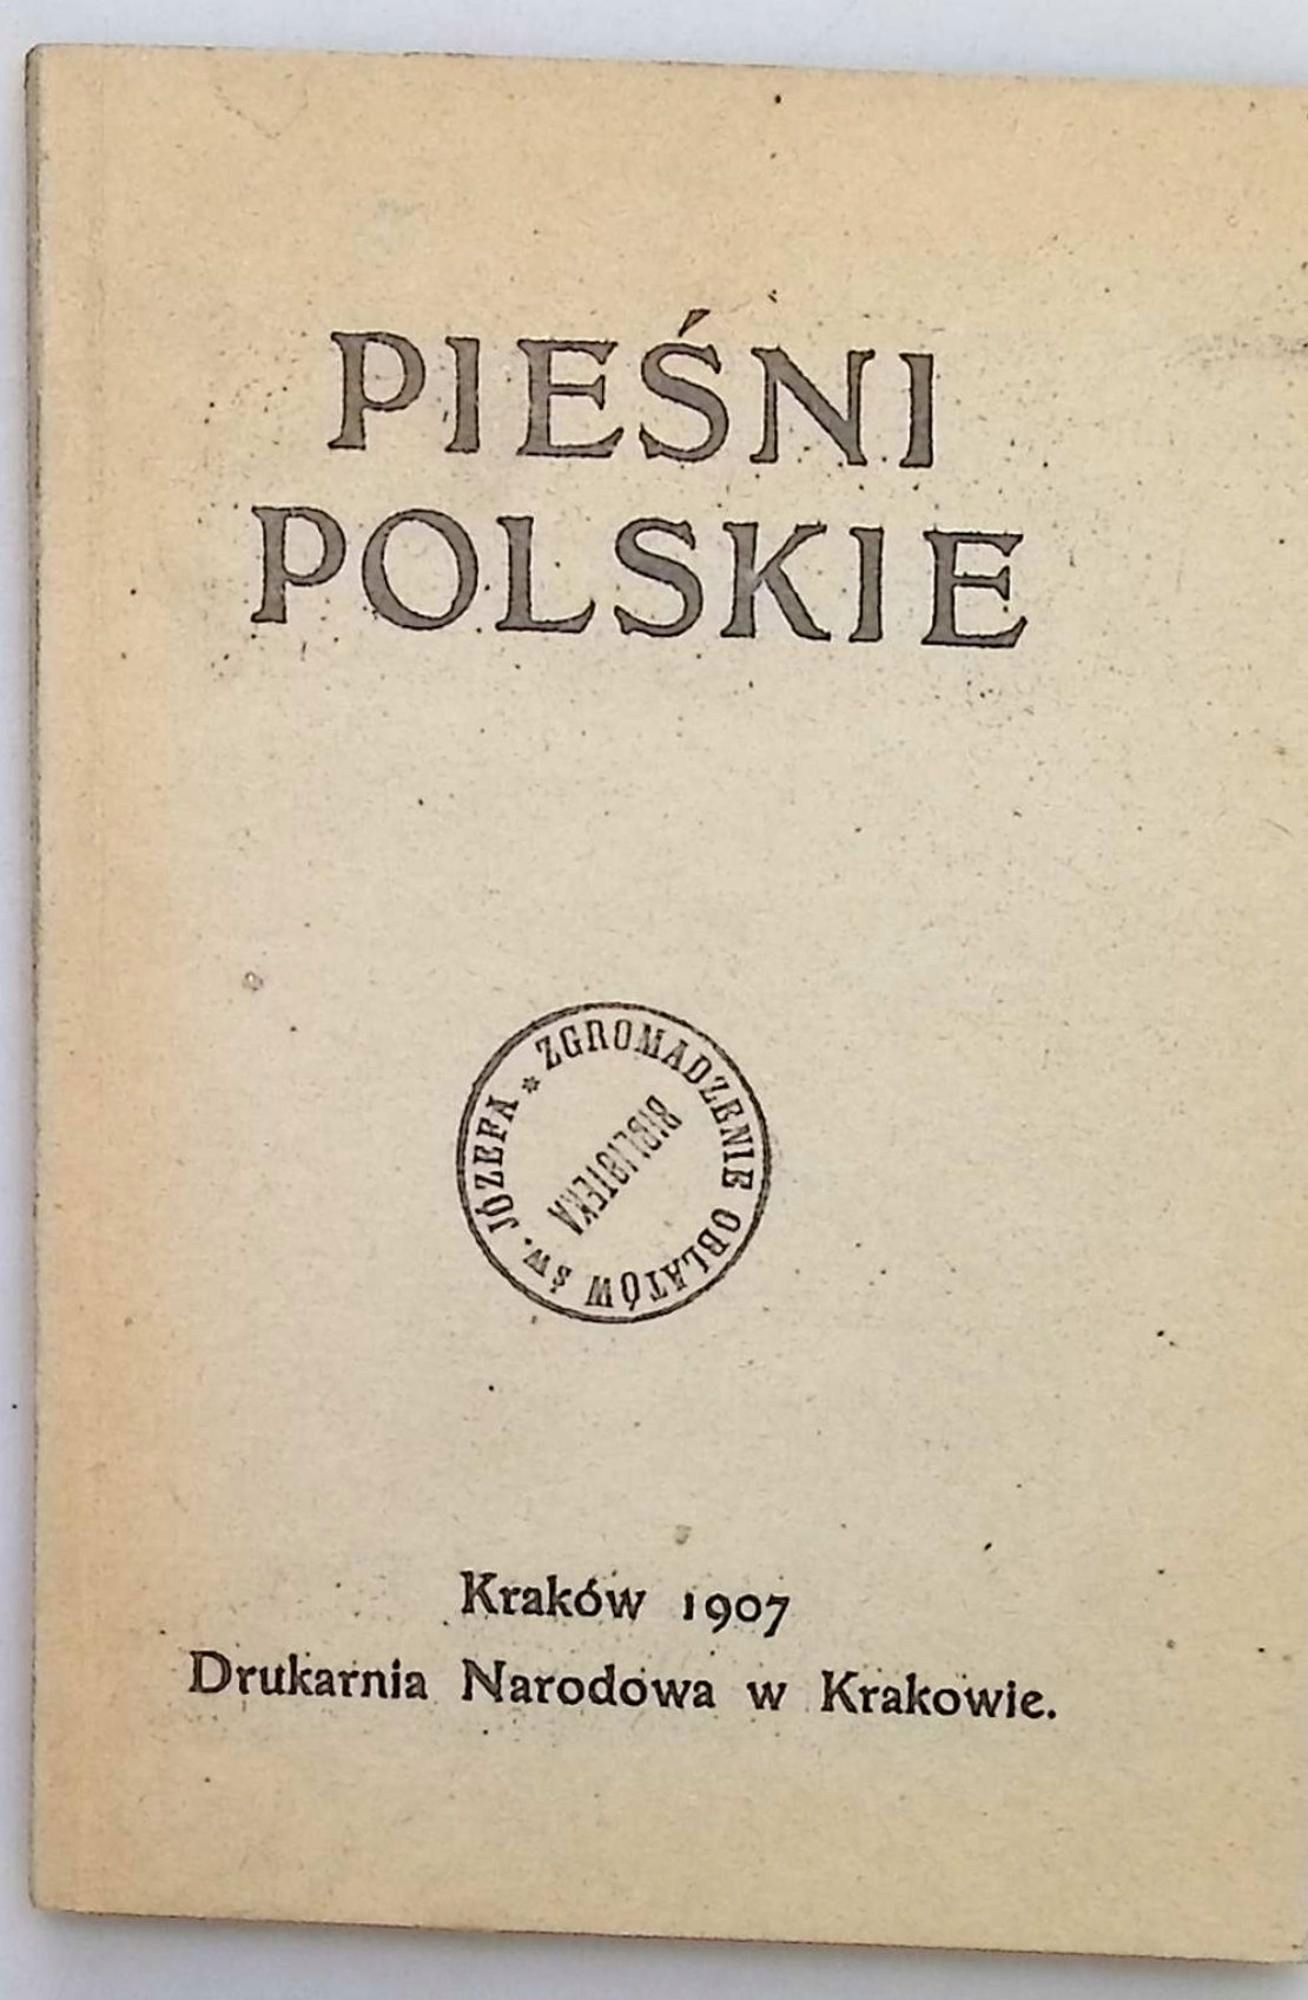 PIEŚNI
POLSKIE
* ZGROMADZENIE OBLATÓW ŚW. JÓZEFA
BIBLIOTEKA
Kraków 1907
Drukarnia Narodowa w Krakowie.